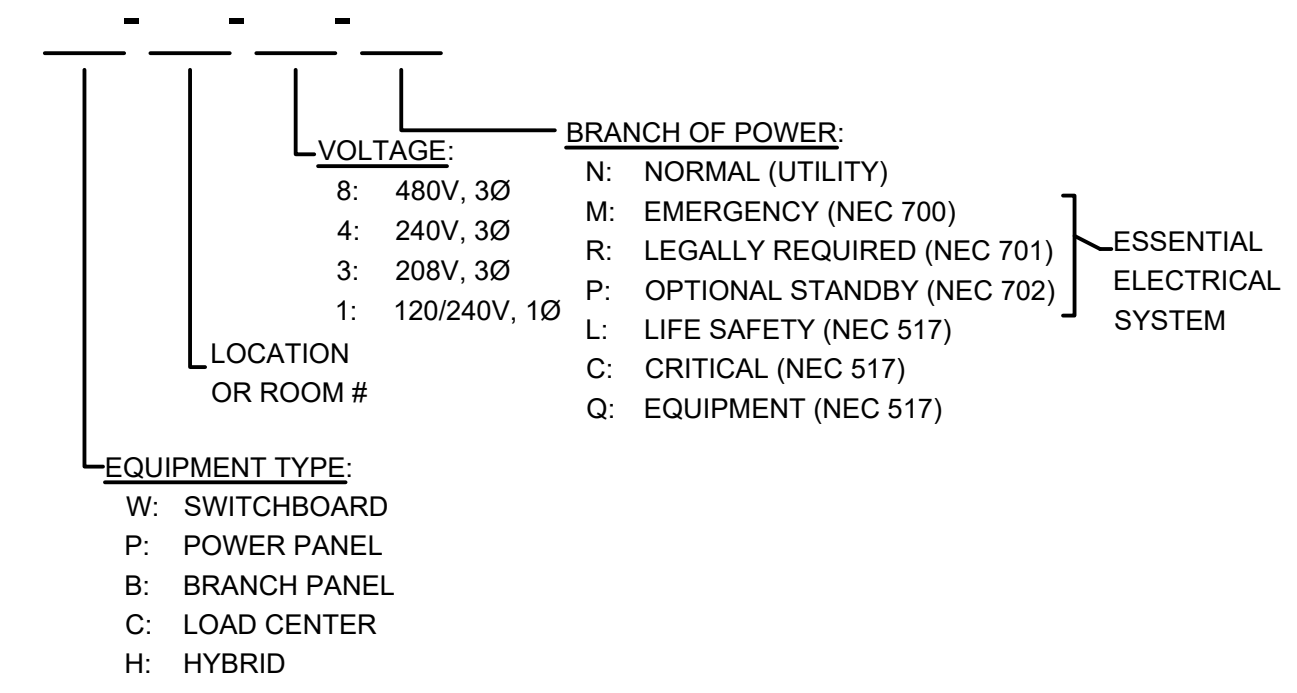 - - -
BRANCH OF POWER:
N: NORMAL (UTILITY)
M: EMERGENCY (NEC 700)
R: LEGALLY REQUIRED (NEC 701)
P: OPTIONAL STANDBY (NEC 702)
L: LIFE SAFETY (NEC 517)
C: CRITICAL (NEC 517)
Q: EQUIPMENT (NEC 517)
ESSENTIAL
ELECTRICAL
SYSTEM
VOLTAGE:
8: 480V, 3Ø
4: 240V, 3Ø
3: 208V, 3Ø
1: 120/240V, 1Ø
LOCATION
OR ROOM #
EQUIPMENT TYPE:
W: SWITCHBOARD
P: POWER PANEL
B: BRANCH PANEL
C: LOAD CENTER
H: HYBRID